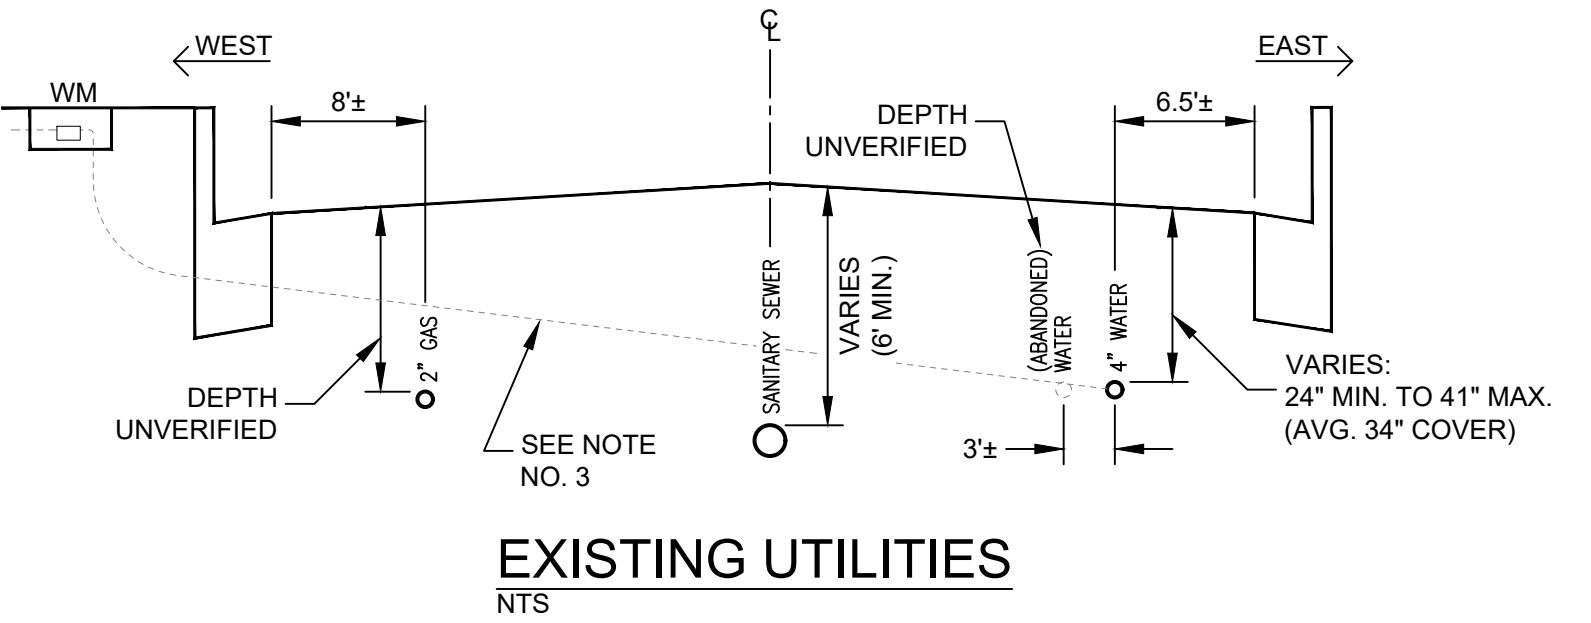 ℄
WEST
EAST
WM
8'±
DEPTH
UNVERIFIED
6.5'±
SANITARY SEWER
VARIES
(6' MIN.)
(ABANDONED)
WATER
4" WATER
2" GAS
DEPTH
UNVERIFIED
SEE NOTE
NO. 3
3'±
VARIES:
24" MIN. TO 41" MAX.
(AVG. 34" COVER)
EXISTING UTILITIES
NTS